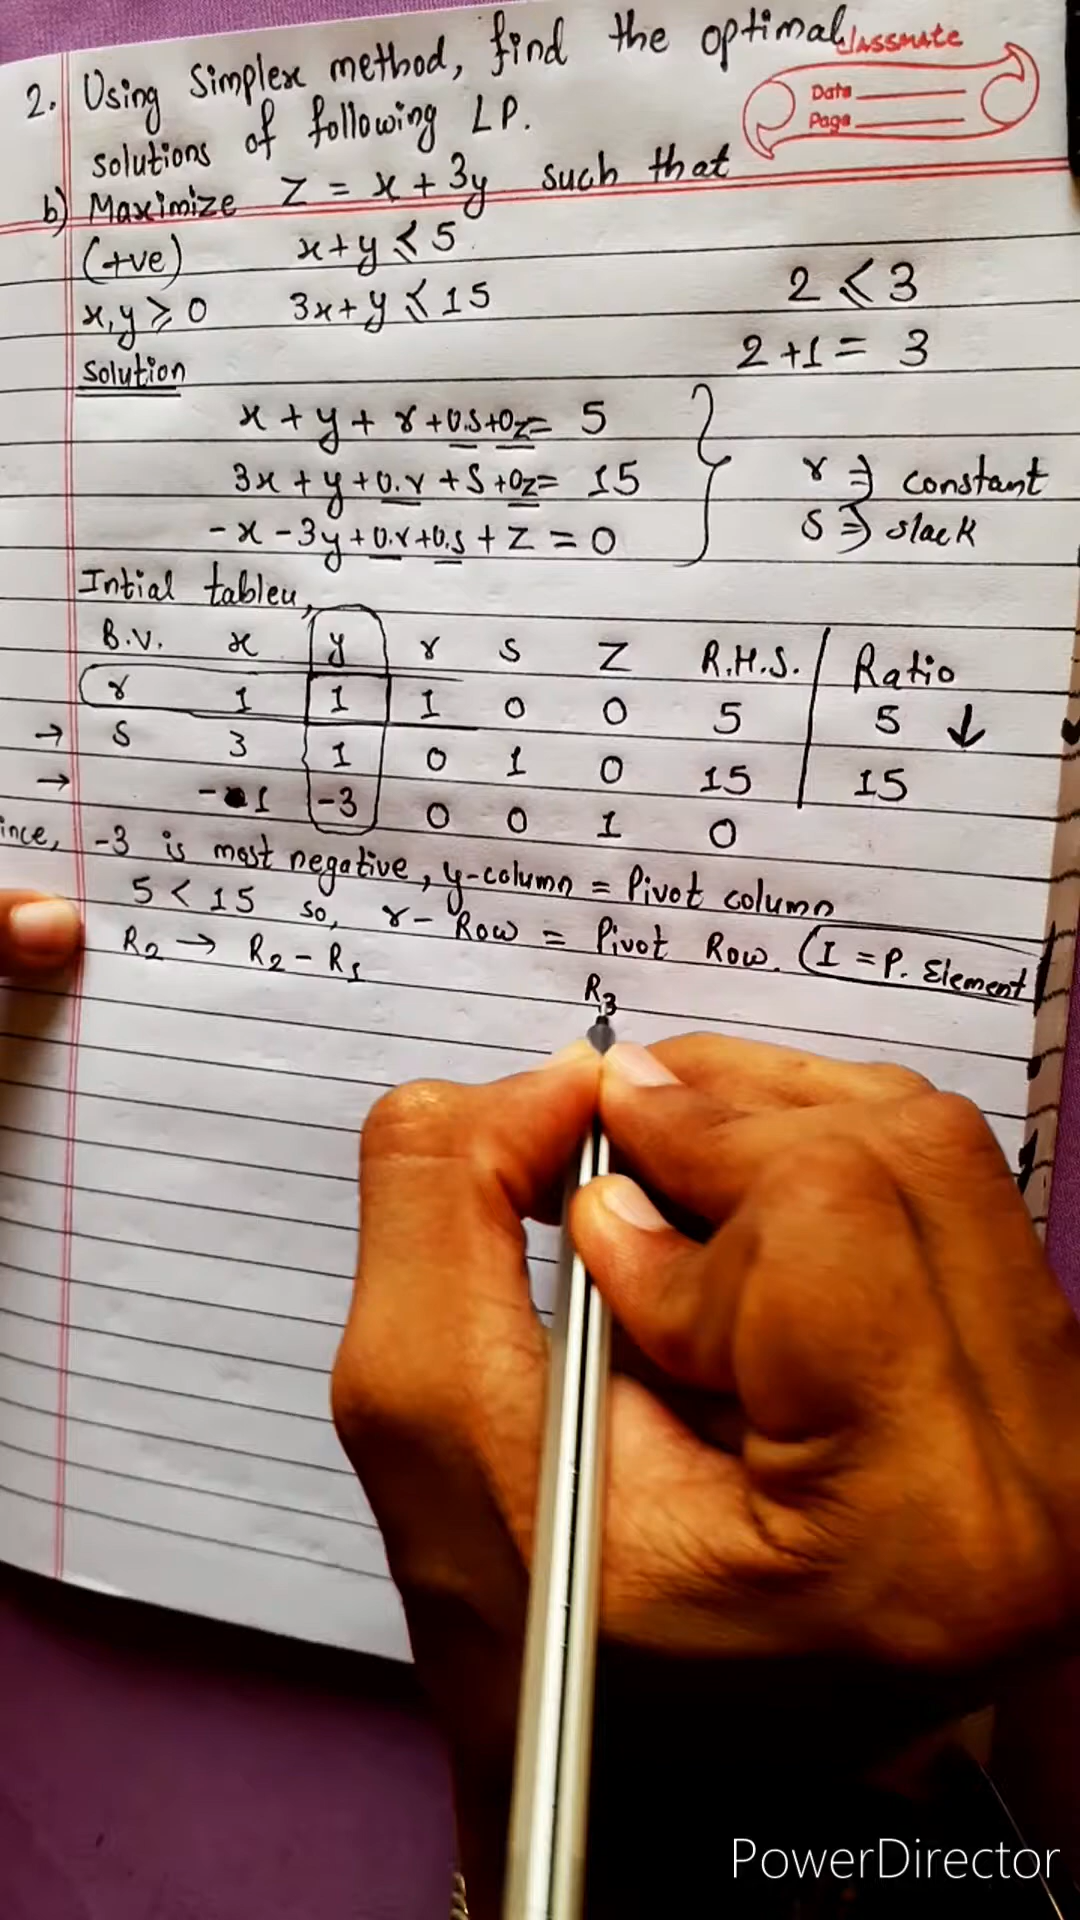 2. Using Simplex method, find the optimal
classmate
Date
Page
solutions of following LP.
b) Maximize Z = x + 3y such that
(+ve) x+y ≤ 5
x,y ≥ 0 3x+y ≤ 15
2 ≤ 3
2 + 1 = 3
Solution
x + y + r + 0.s + 0z = 5
3x + y + 0.r + s + 0z = 15
-x - 3y + 0.r + 0.s + z = 0
r ⇒ constant
s ⇒ slack
Intial tableu,
B.V. x y r s z R.H.S. Ratio
r 1 1 1 0 0 5 5 ↓
→ s 3 1 0 1 0 15 15
→ -1 -3 0 0 1 0
ince, -3 is most negative, y-column = Pivot column
5 < 15 so, r-Row = Pivot Row. (1 = P. Element
R2 → R2 - R1
R3
PowerDirector